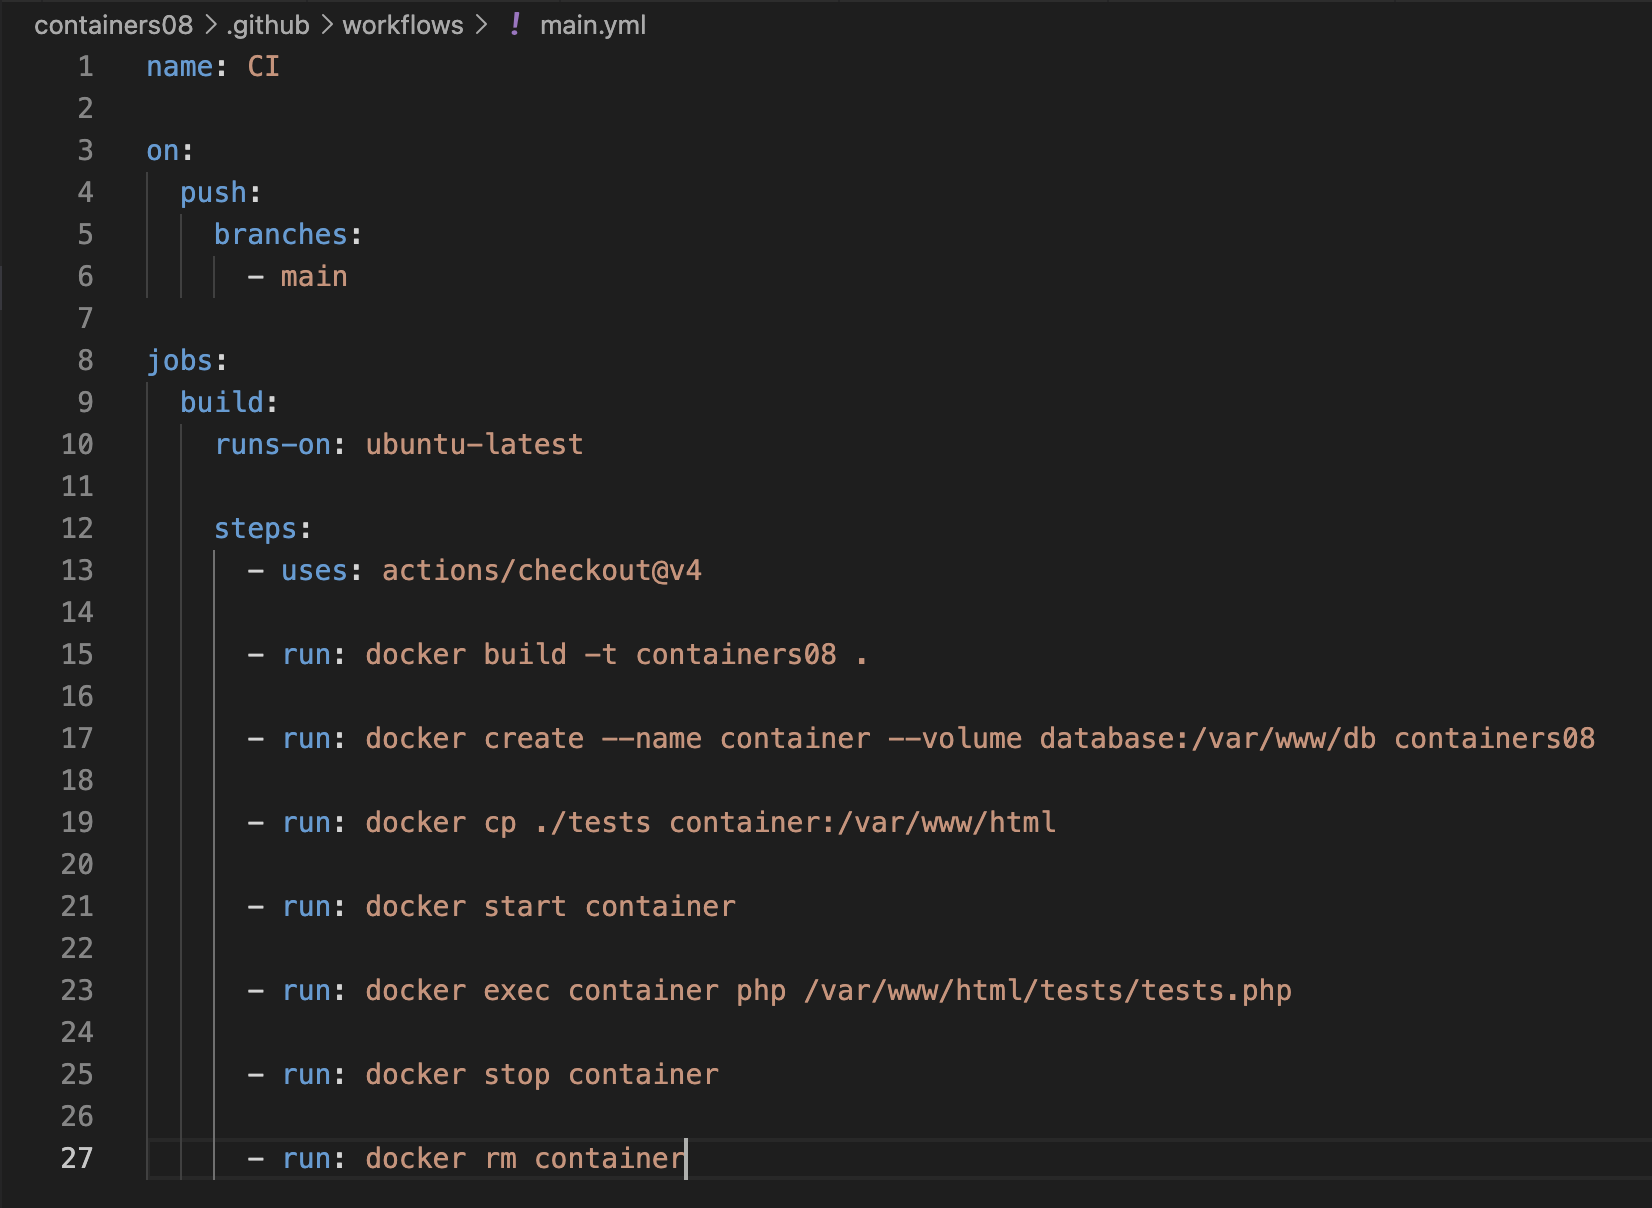 containers08 > .github > workflows > ! main.yml
1 name: CI
2
3 on:
4   push:
5     branches:
6       - main
7
8 jobs:
9   build:
10     runs-on: ubuntu-latest
11
12     steps:
13       - uses: actions/checkout@v4
14
15       - run: docker build -t containers08 .
16
17       - run: docker create --name container --volume database:/var/www/db containers08
18
19       - run: docker cp ./tests container:/var/www/html
20
21       - run: docker start container
22
23       - run: docker exec container php /var/www/html/tests/tests.php
24
25       - run: docker stop container
26
27       - run: docker rm container